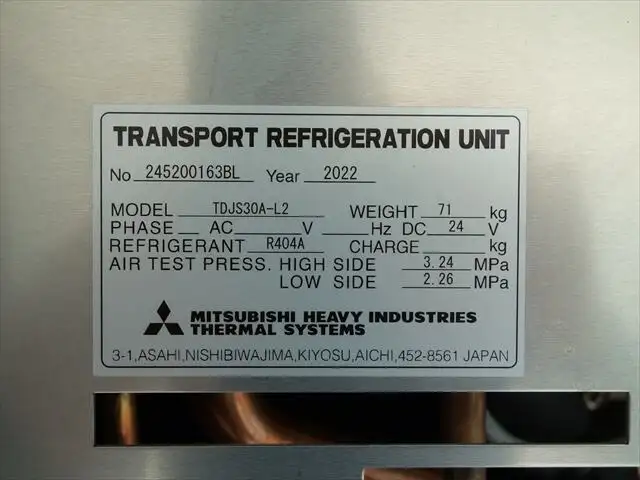 TRANSPORT REFRIGERATION UNIT
No 245200163BL Year 2022
MODEL TDJS30A-L2 WEIGHT 71 kg
PHASE AC V Hz DC 24 V
REFRIGERANT R404A CHARGE kg
AIR TEST PRESS. HIGH SIDE 3.24 MPa
LOW SIDE 2.26 MPa
MITSUBISHI HEAVY INDUSTRIES
THERMAL SYSTEMS
3-1,ASAHI,NISHIBIWAJIMA,KIYOSU,AICHI,452-8561 JAPAN